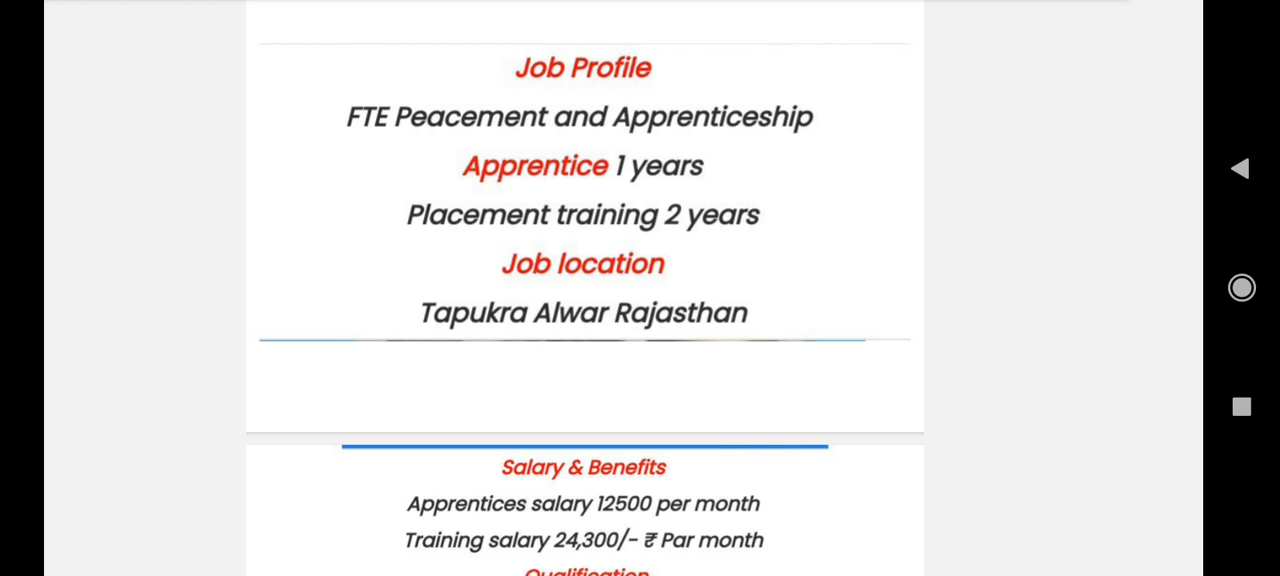 Job Profile
FTE Peacement and Apprenticeship
Apprentice 1 years
Placement training 2 years
Job location
Tapukra Alwar Rajasthan
Salary & Benefits
Apprentices salary 12500 per month
Training salary 24,300/- ₹ Par month
Qualification